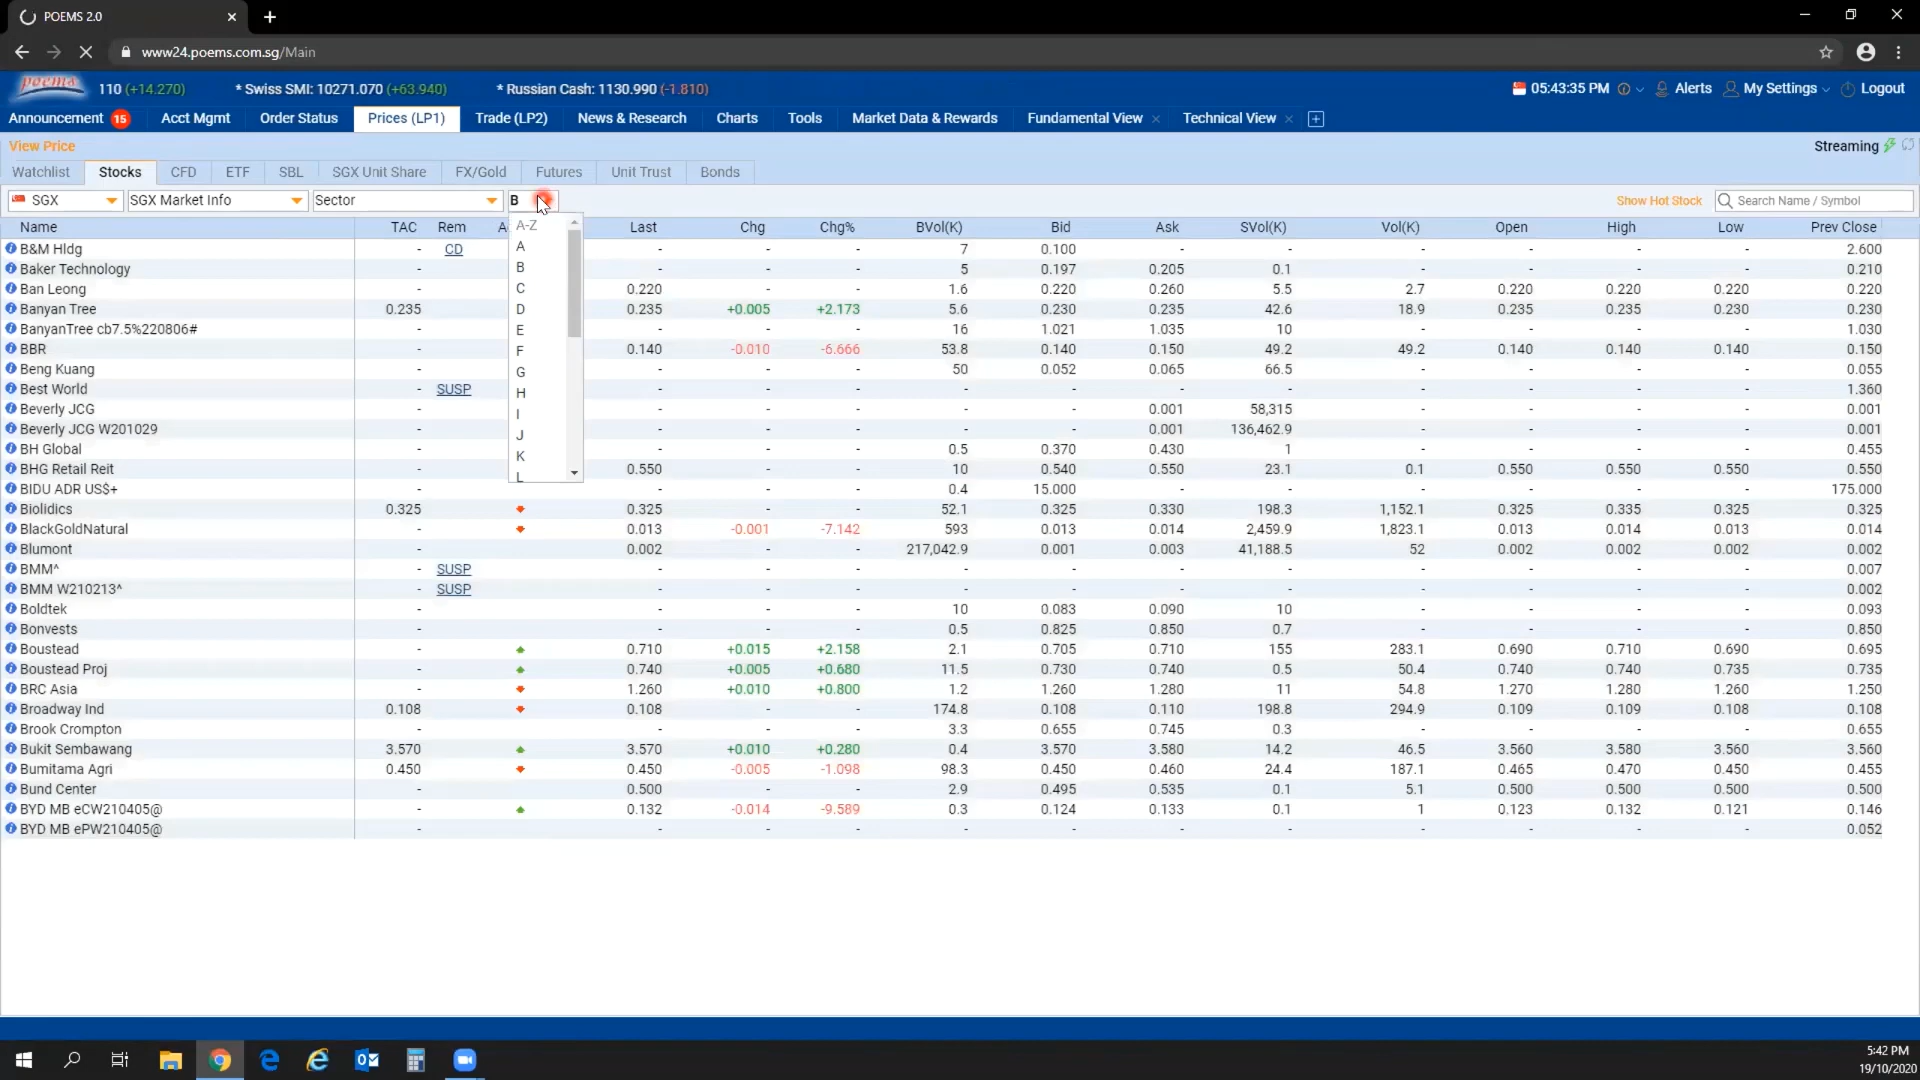 POEMS 2.0
www24.poems.com.sg/Main
poems 110 (+14.270) * Swiss SMI: 10271.070 (+63.940) * Russian Cash: 1130.990 (-1.810) 05:43:35 PM Alerts My Settings Logout
Announcement 15 Acct Mgmt Order Status Prices (LP1) Trade (LP2) News & Research Charts Tools Market Data & Rewards Fundamental View Technical View
View Price Streaming
Watchlist Stocks CFD ETF SBL SGX Unit Share FX/Gold Futures Unit Trust Bonds
SGX SGX Market Info Sector B Show Hot Stock Search Name / Symbol
Name TAC Rem Last Chg Chg% BVol(K) Bid Ask SVol(K) Vol(K) Open High Low Prev Close
A-Z
A
B
C
D
E
F
G
H
I
J
K
L
B&M Hldg - CD - - - 7 0.100 - - - - - - 2.600
Baker Technology - - - - 5 0.197 0.205 0.1 - - - - 0.210
Ban Leong - 0.220 - - 1.6 0.220 0.260 5.5 2.7 0.220 0.220 0.220 0.220
Banyan Tree 0.235 0.235 +0.005 +2.173 5.6 0.230 0.235 42.6 18.9 0.235 0.235 0.230 0.230
BanyanTree cb7.5%220806# - - - - 16 1.021 1.035 10 - - - - 1.030
BBR - 0.140 -0.010 -6.666 53.8 0.140 0.150 49.2 49.2 0.140 0.140 0.140 0.150
Beng Kuang - - - - 50 0.052 0.065 66.5 - - - - 0.055
Best World - SUSP - - - - - - - - - - - 1.360
Beverly JCG - - - - - - 0.001 58,315 - - - - 0.001
Beverly JCG W201029 - - - - - - 0.001 136,462.9 - - - - 0.001
BH Global - - - - 0.5 0.370 0.430 1 - - - - 0.455
BHG Retail Reit - 0.550 - - 10 0.540 0.550 23.1 0.1 0.550 0.550 0.550 0.550
BIDU ADR US$+ - - - - 0.4 15.000 - - - - - - 175.000
Biolidics 0.325 0.325 - - 52.1 0.325 0.330 198.3 1,152.1 0.325 0.335 0.325 0.325
BlackGoldNatural - 0.013 -0.001 -7.142 593 0.013 0.014 2,459.9 1,823.1 0.013 0.014 0.013 0.014
Blumont - 0.002 - - 217,042.9 0.001 0.003 41,188.5 52 0.002 0.002 0.002 0.002
BMM^ - SUSP - - - - - - - - - - - 0.007
BMM W210213^ - SUSP - - - - - - - - - - - 0.002
Boldtek - - - - 10 0.083 0.090 10 - - - - 0.093
Bonvests - - - - 0.5 0.825 0.850 0.7 - - - - 0.850
Boustead - 0.710 +0.015 +2.158 2.1 0.705 0.710 155 283.1 0.690 0.710 0.690 0.695
Boustead Proj - 0.740 +0.005 +0.680 11.5 0.730 0.740 0.5 50.4 0.740 0.740 0.735 0.735
BRC Asia - 1.260 +0.010 +0.800 1.2 1.260 1.280 11 54.8 1.270 1.280 1.260 1.250
Broadway Ind 0.108 0.108 - - 174.8 0.108 0.110 198.8 294.9 0.109 0.109 0.108 0.108
Brook Crompton - - - - 3.3 0.655 0.745 0.3 - - - - 0.655
Bukit Sembawang 3.570 3.570 +0.010 +0.280 0.4 3.570 3.580 14.2 46.5 3.560 3.580 3.560 3.560
Bumitama Agri 0.450 0.450 -0.005 -1.098 98.3 0.450 0.460 24.4 187.1 0.465 0.470 0.450 0.455
Bund Center - 0.500 - - 2.9 0.495 0.535 0.1 5.1 0.500 0.500 0.500 0.500
BYD MB eCW210405@ - 0.132 -0.014 -9.589 0.3 0.124 0.133 0.1 1 0.123 0.132 0.121 0.146
BYD MB ePW210405@ - - - - - - - - - - - - 0.052
5:42 PM
19/10/2020